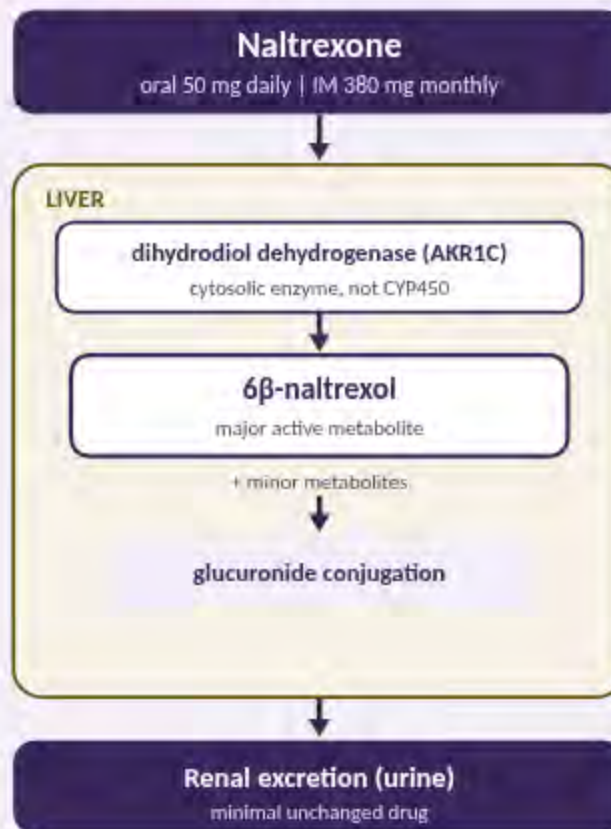 Naltrexone
oral 50 mg daily | IM 380 mg monthly
LIVER
dihydrodiol dehydrogenase (AKR1C)
cytosolic enzyme, not CYP450
6β-naltrexol
major active metabolite
+ minor metabolites
glucuronide conjugation
Renal excretion (urine)
minimal unchanged drug